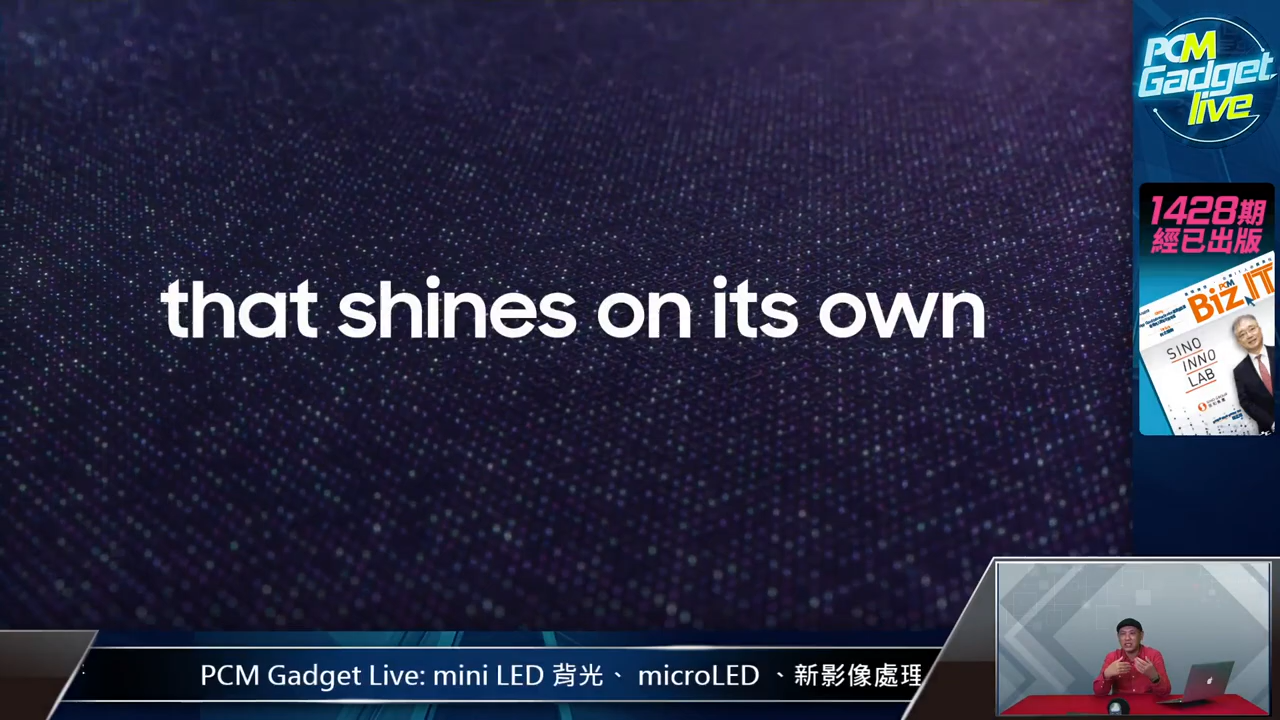 that shines on its own
PCM
Gadget
live
1428期
經已出版
PCM
Biz IT
SINO
INNO
LAB
PCM Gadget Live: mini LED 背光、 microLED 、新影像處理